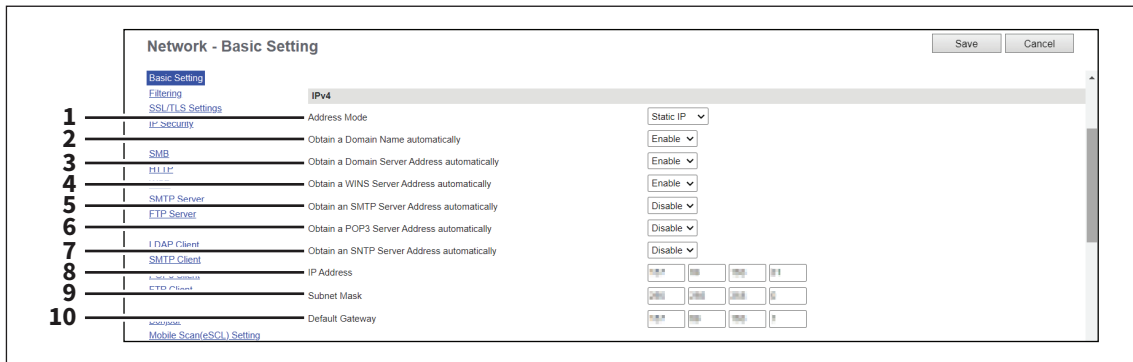 Network - Basic Setting
Save
Cancel
Basic Setting
Filtering
SSL/TLS Settings
IP Security
SMB
HTTP
SMTP Server
FTP Server
LDAP Client
SMTP Client
FTP Client
Bonjour
Mobile Scan(eSCL) Setting
IPv4
1 Address Mode Static IP
2 Obtain a Domain Name automatically Enable
3 Obtain a Domain Server Address automatically Enable
4 Obtain a WINS Server Address automatically Enable
5 Obtain an SMTP Server Address automatically Disable
6 Obtain a POP3 Server Address automatically Disable
7 Obtain an SNTP Server Address automatically Disable
8 IP Address
9 Subnet Mask
10 Default Gateway